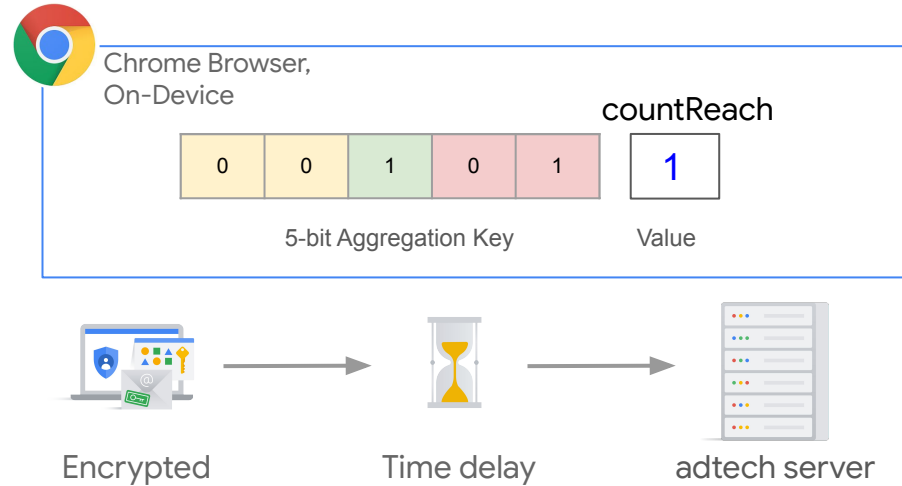 Chrome Browser,
On-Device
countReach
0 0 1 0 1 1
5-bit Aggregation Key Value
@
Encrypted Time delay adtech server